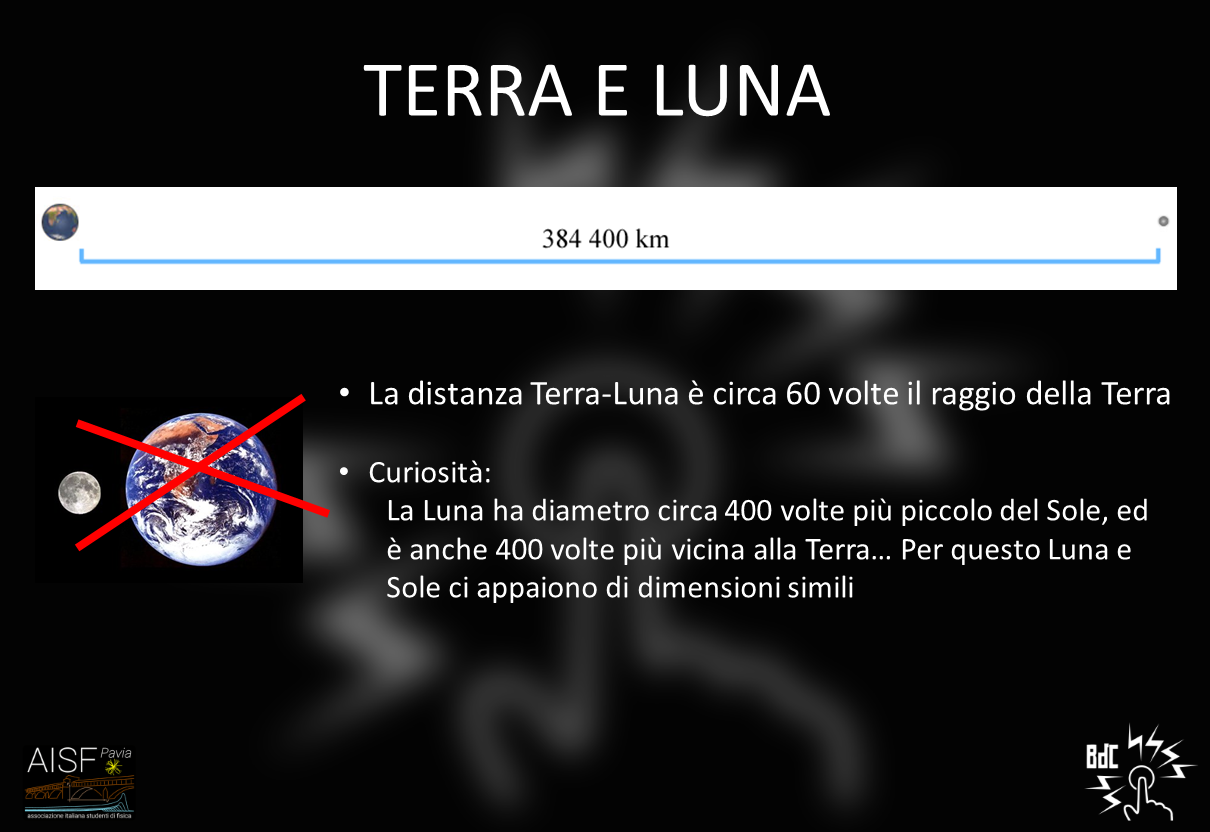 TERRA E LUNA
384 400 km
• La distanza Terra-Luna è circa 60 volte il raggio della Terra
• Curiosità:
La Luna ha diametro circa 400 volte più piccolo del Sole, ed
è anche 400 volte più vicina alla Terra... Per questo Luna e
Sole ci appaiono di dimensioni simili
AISF Pavia
associazione italiana studenti di fisica
BdC